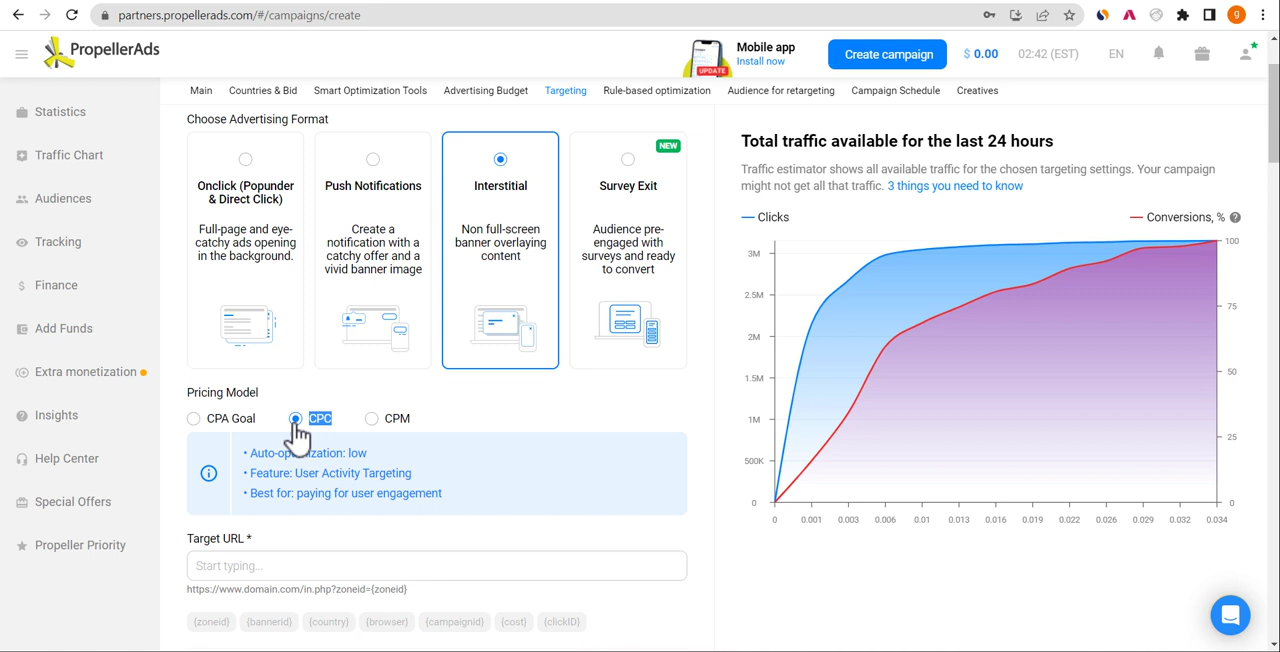 partners.propellerads.com/#/campaigns/create
g
PropellerAds
UPDATE
Mobile app
Install now
Create campaign
$ 0.00
02:42 (EST)
EN
Statistics
Traffic Chart
Audiences
Tracking
Finance
Add Funds
Extra monetization
Insights
Help Center
Special Offers
Propeller Priority
Main
Countries & Bid
Smart Optimization Tools
Advertising Budget
Targeting
Rule-based optimization
Audience for retargeting
Campaign Schedule
Creatives
Choose Advertising Format
Onclick (Popunder
& Direct Click)
Full-page and eye-
catchy ads opening
in the background.
Push Notifications
Create a
notification with a
catchy offer and a
vivid banner image
Interstitial
Non full-screen
banner overlaying
content
NEW
Survey Exit
Audience pre-
engaged with
surveys and ready
to convert
Pricing Model
CPA Goal
CPC
CPM
• Auto-optimization: low
• Feature: User Activity Targeting
• Best for: paying for user engagement
Target URL *
Start typing...
https://www.domain.com/in.php?zoneid={zoneid}
{zoneid}
{bannerid}
{country}
{browser}
{campaignid}
{cost}
{clickID}
Total traffic available for the last 24 hours
Traffic estimator shows all available traffic for the chosen targeting settings. Your campaign
might not get all that traffic. 3 things you need to know
Clicks
Conversions, %
3M
2.5M
2M
1.5M
1M
500K
0
100
75
50
25
0
0
0.001
0.003
0.006
0.01
0.013
0.016
0.019
0.022
0.026
0.029
0.032
0.034